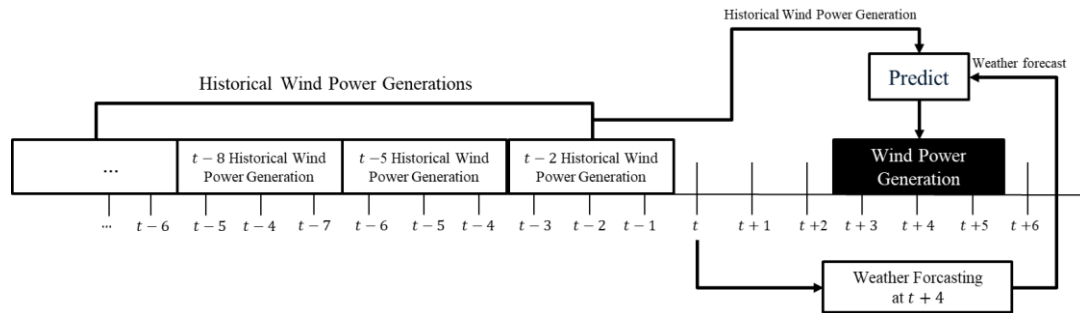 Historical Wind Power Generation
Weather forecast
Predict
Historical Wind Power Generations
...
t − 8 Historical Wind
Power Generation
t −5 Historical Wind
Power Generation
t − 2 Historical Wind
Power Generation
Wind Power
Generation
... t − 6 t − 5 t − 4 t − 7 t − 6 t − 5 t − 4 t − 3 t − 2 t − 1 t t + 1 t +2 t + 3 t + 4 t + 5 t +6
Weather Forcasting
at t + 4